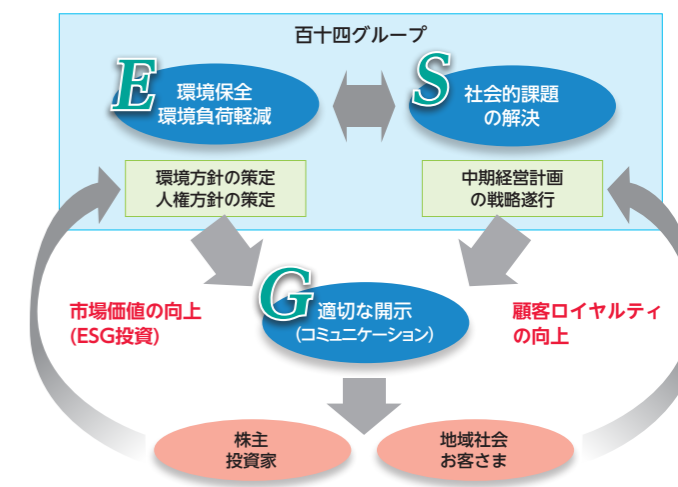 百十四グループ
E
環境保全
環境負荷軽減
S
社会的課題
の解決
環境方針の策定
人権方針の策定
中期経営計画
の戦略遂行
G
適切な開示
(コミュニケーション)
市場価値の向上
(ESG投資)
顧客ロイヤルティ
の向上
株主
投資家
地域社会
お客さま